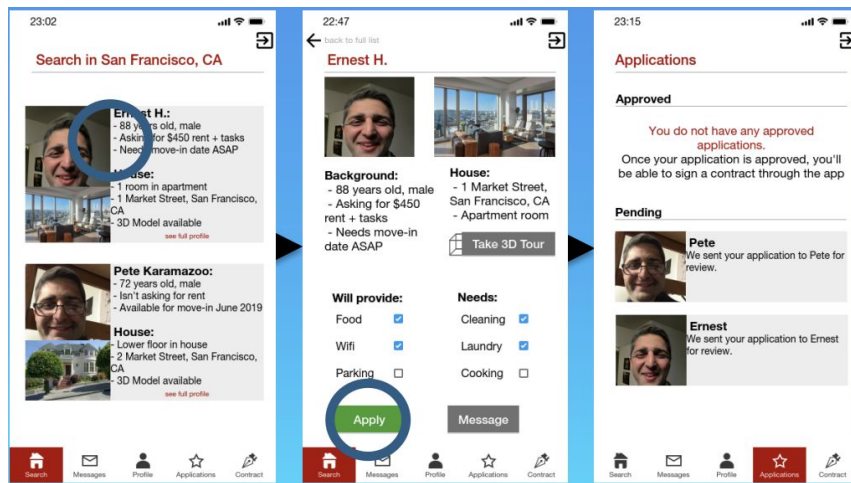 23:02
Search in San Francisco, CA
Ernest H.:
- 88 years old, male
- Asking for $450 rent + tasks
- Needs move-in date ASAP
House:
- 1 room in apartment
- 1 Market Street, San Francisco,
CA
- 3D Model available
see full profile
Pete Karamazoo:
- 72 years old, male
- Isn't asking for rent
- Available for move-in June 2019
House:
- Lower floor in house
- 2 Market Street, San Francisco,
CA
- 3D Model available
see full profile
Search
Messages
Profile
Applications
Contract
22:47
back to full list
Ernest H.
Background:
- 88 years old, male
- Asking for $450
rent + tasks
- Needs move-in
date ASAP
House:
- 1 Market Street,
San Francisco, CA
- Apartment room
Take 3D Tour
Will provide:
Food
Wifi
Parking
Needs:
Cleaning
Laundry
Cooking
Apply
Message
Search
Messages
Profile
Applications
Contract
23:15
Applications
Approved
You do not have any approved
applications.
Once your application is approved, you'll
be able to sign a contract through the app
Pending
Pete
We sent your application to Pete for
review.
Ernest
We sent your application to Ernest
for review.
Search
Messages
Profile
Applications
Contract